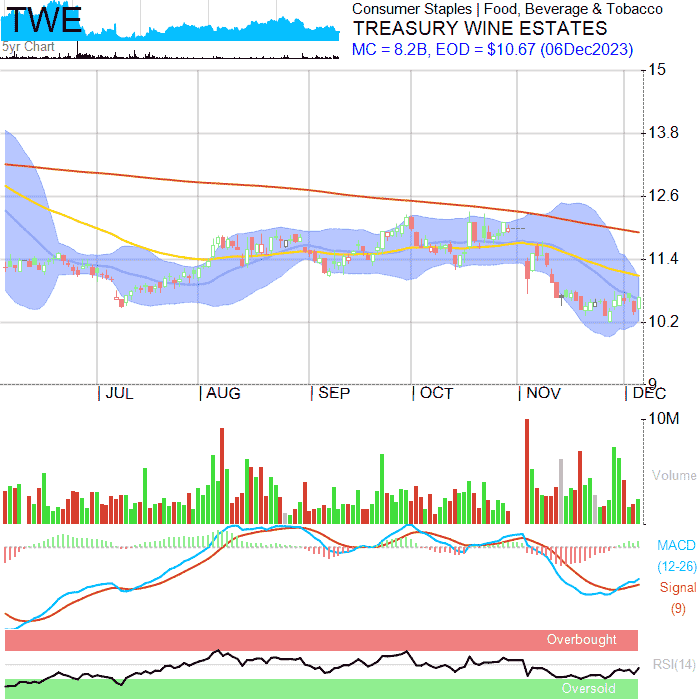 TWE
5yr Chart
Consumer Staples | Food, Beverage & Tobacco
TREASURY WINE ESTATES
MC = 8.2B, EOD = $10.67 (06Dec2023)
15
13.8
12.6
11.4
10.2
9
JUL AUG SEP OCT NOV DEC
10M
Volume
MACD
(12-26)
Signal
(9)
Overbought
RSI(14)
Oversold